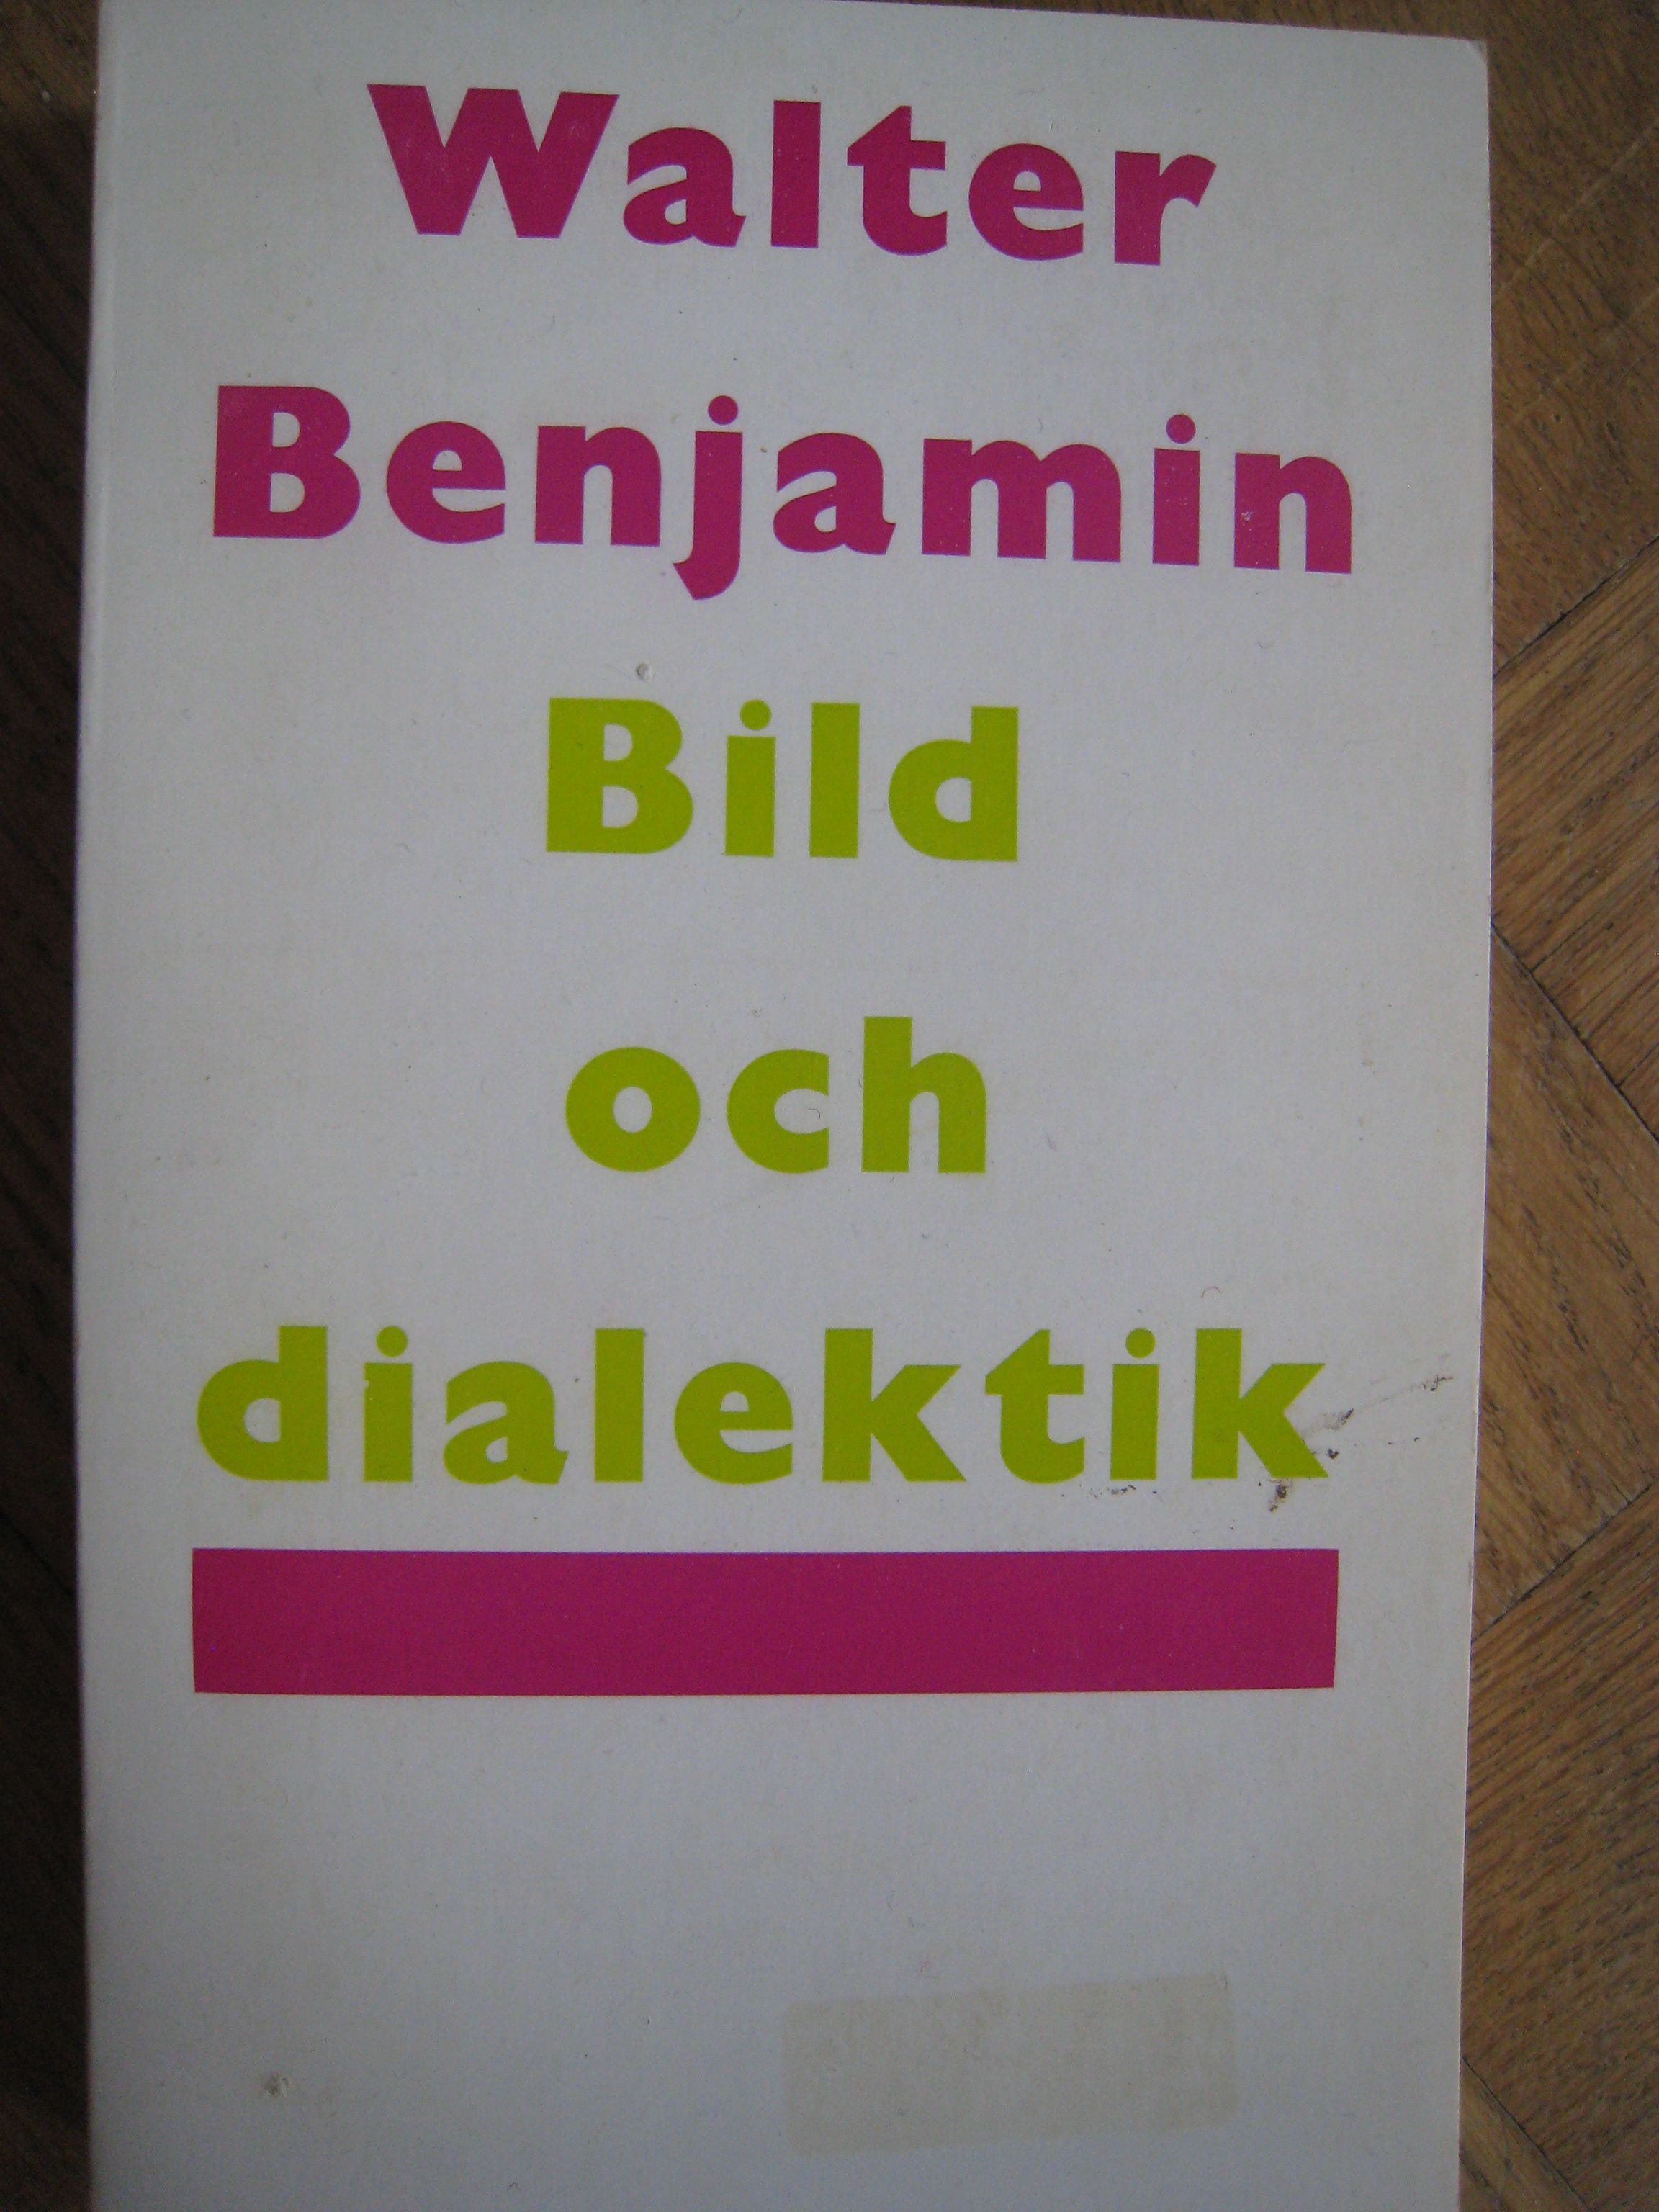 Walter
Benjamin
Bild
och
dialektik